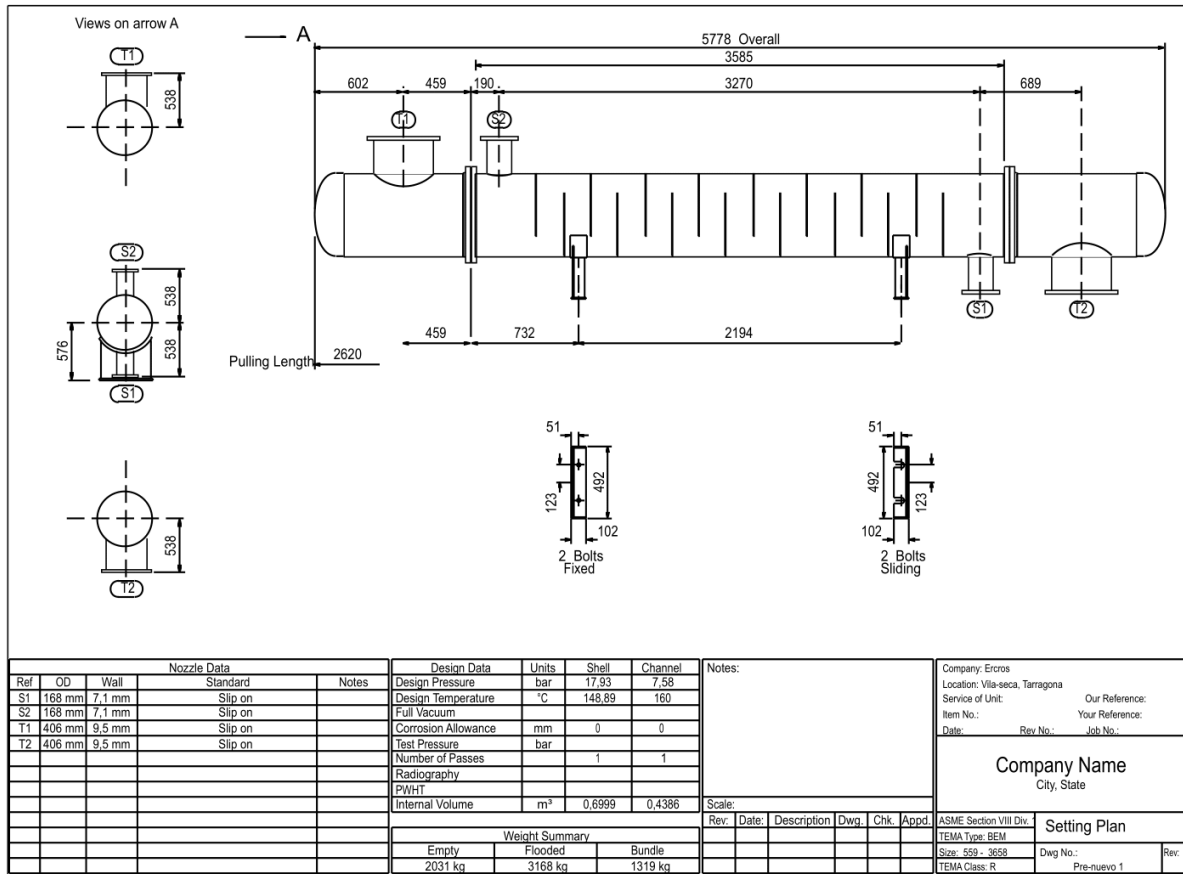 Views on arrow A
A
T1
538
5778 Overall
3585
602 459 190 3270 689
T1 S2
S2
538
576
538
S1
S1 T2
459 732 2194
Pulling Length 2620
538
T2
51
492
123
102
2 Bolts
Fixed
51
492
123
102
2 Bolts
Sliding
Nozzle Data
Ref OD Wall Standard Notes
S1 168 mm 7,1 mm Slip on
S2 168 mm 7,1 mm Slip on
T1 406 mm 9,5 mm Slip on
T2 406 mm 9,5 mm Slip on
Design Data Units Shell Channel
Design Pressure bar 17,93 7,58
Design Temperature °C 148,89 160
Full Vacuum
Corrosion Allowance mm 0 0
Test Pressure bar
Number of Passes 1 1
Radiography
PWHT
Internal Volume m³ 0,6999 0,4386
Weight Summary
Empty Flooded Bundle
2031 kg 3168 kg 1319 kg
Notes:
Scale:
Rev: Date: Description Dwg. Chk. Appd.
Company: Ercros
Location: Vila-seca, Tarragona
Service of Unit: Our Reference:
Item No.: Your Reference:
Date: Rev No.: Job No.:
Company Name
City, State
ASME Section VIII Div.
TEMA Type: BEM
Size: 559 - 3658
TEMA Class: R
Setting Plan
Dwg No.: Rev:
Pre-nuevo 1